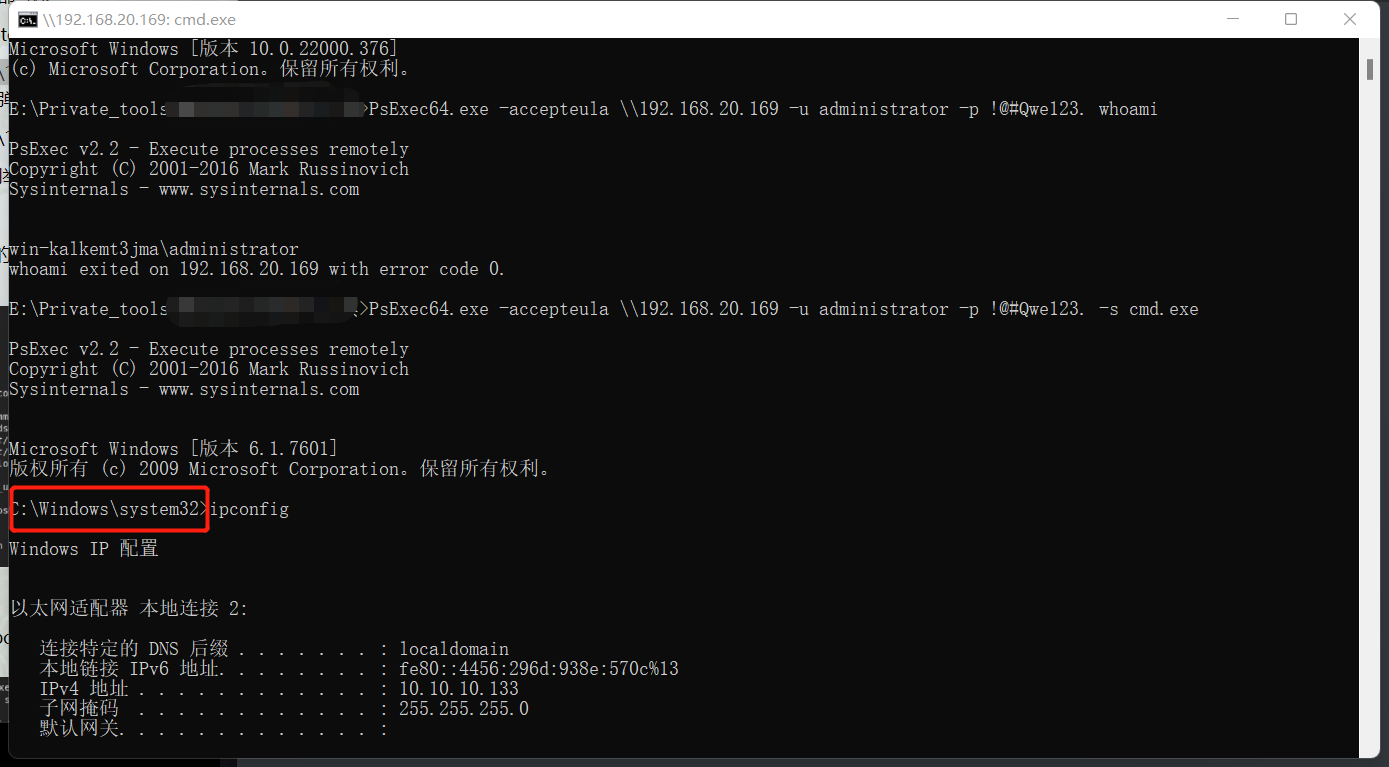 \\192.168.20.169: cmd.exe
Microsoft Windows [版本 10.0.22000.376]
(c) Microsoft Corporation。保留所有权利。
E:\Private_tools >PsExec64.exe -accepteula \\192.168.20.169 -u administrator -p !@#Qwe123. whoami
PsExec v2.2 - Execute processes remotely
Copyright (C) 2001-2016 Mark Russinovich
Sysinternals - www.sysinternals.com
win-kalkemt3jma\administrator
whoami exited on 192.168.20.169 with error code 0.
E:\Private_tools >PsExec64.exe -accepteula \\192.168.20.169 -u administrator -p !@#Qwe123. -s cmd.exe
PsExec v2.2 - Execute processes remotely
Copyright (C) 2001-2016 Mark Russinovich
Sysinternals - www.sysinternals.com
Microsoft Windows [版本 6.1.7601]
版权所有 (c) 2009 Microsoft Corporation。保留所有权利。
C:\Windows\system32>ipconfig
Windows IP 配置
以太网适配器 本地连接 2:
连接特定的 DNS 后缀 . . . . . . . : localdomain
本地链接 IPv6 地址. . . . . . . . : fe80::4456:296d:938e:570c%13
IPv4 地址 . . . . . . . . . . . . : 10.10.10.133
子网掩码 . . . . . . . . . . . . : 255.255.255.0
默认网关. . . . . . . . . . . . . :